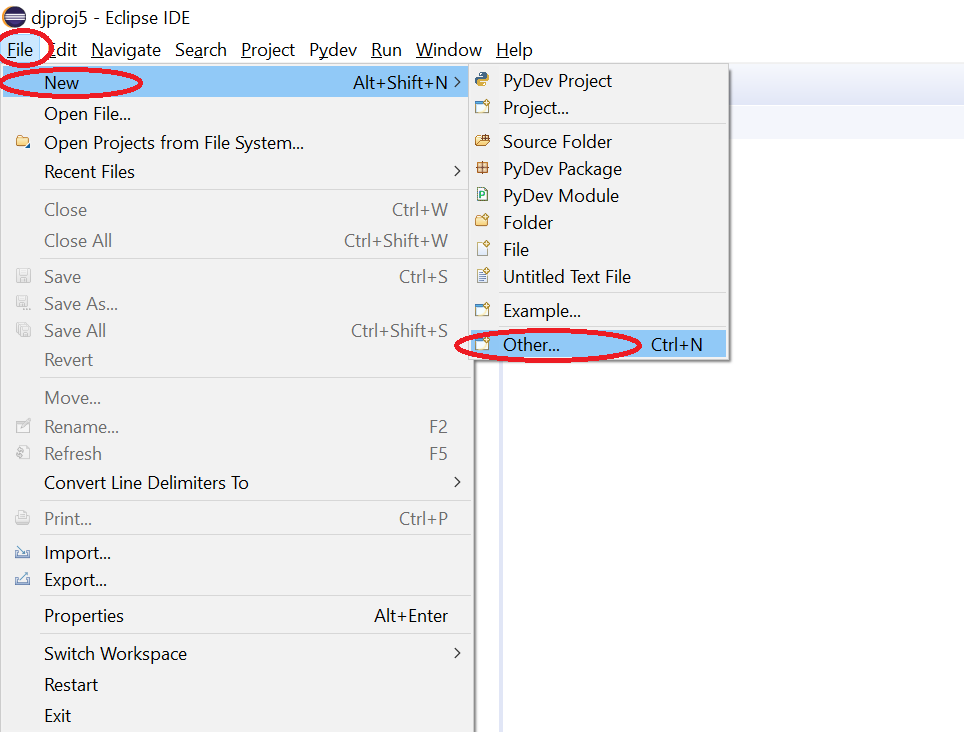 djproj5 - Eclipse IDE
File Edit Navigate Search Project Pydev Run Window Help
New Alt+Shift+N
Open File...
Open Projects from File System...
Recent Files
Close Ctrl+W
Close All Ctrl+Shift+W
Save Ctrl+S
Save As...
Save All Ctrl+Shift+S
Revert
Move...
Rename... F2
Refresh F5
Convert Line Delimiters To
Print... Ctrl+P
Import...
Export...
Properties Alt+Enter
Switch Workspace
Restart
Exit
PyDev Project
Project...
Source Folder
PyDev Package
PyDev Module
Folder
File
Untitled Text File
Example...
Other... Ctrl+N